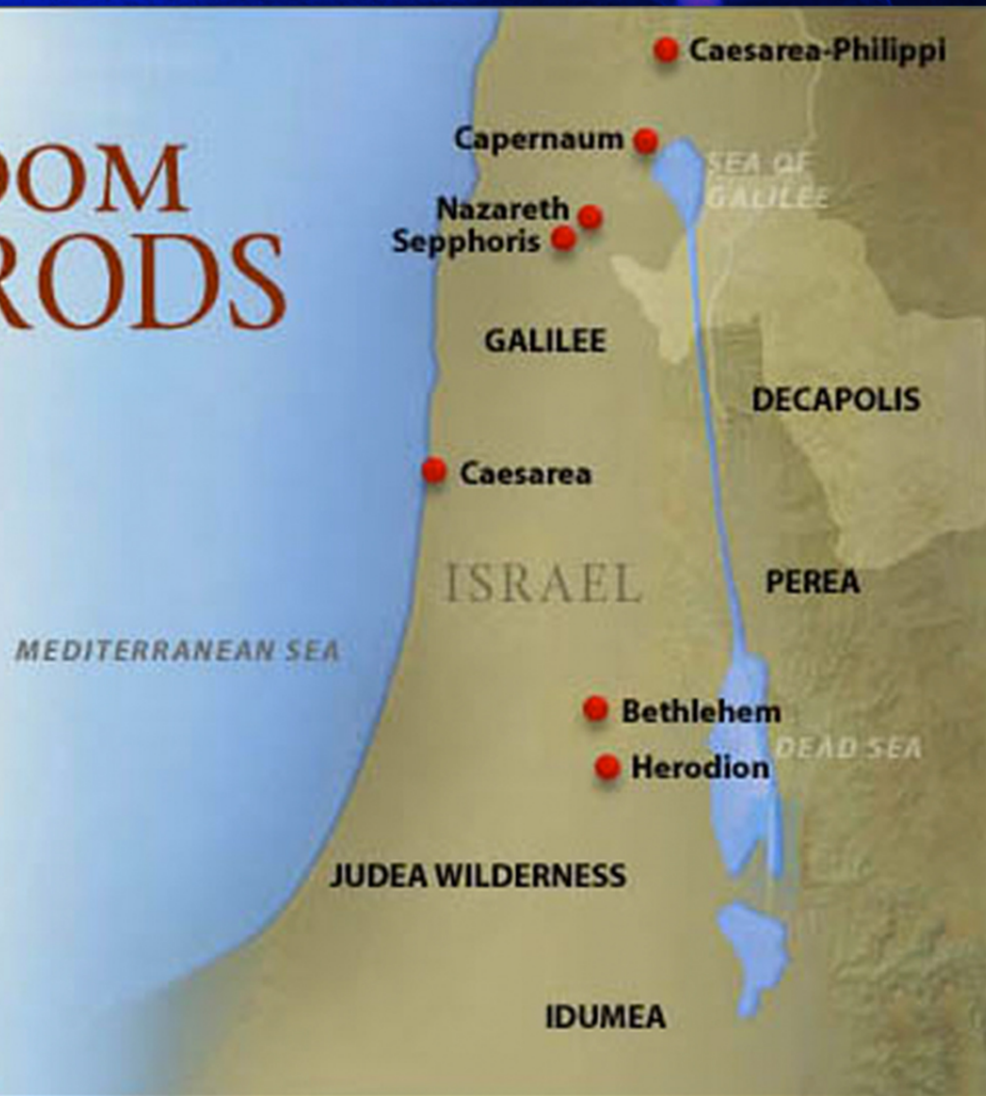 Caesarea-Philippi
Capernaum
SEA OF
GALILEE
OM
RODS
Nazareth
Sepphoris
GALILEE
DECAPOLIS
Caesarea
ISRAEL
PEREA
MEDITERRANEAN SEA
Bethlehem
DEAD SEA
Herodion
JUDEA WILDERNESS
IDUMEA